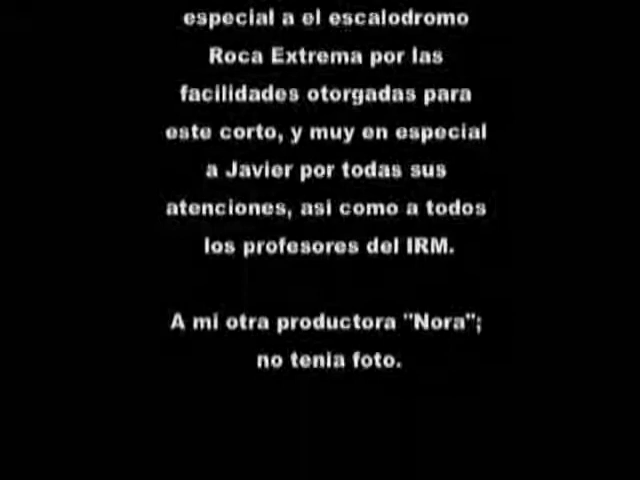 especial a el escalodromo
Roca Extrema por las
facilidades otorgadas para
este corto, y muy en especial
a Javier por todas sus
atenciones, asi como a todos
los profesores del IRM.
A mi otra productora "Nora";
no tenia foto.